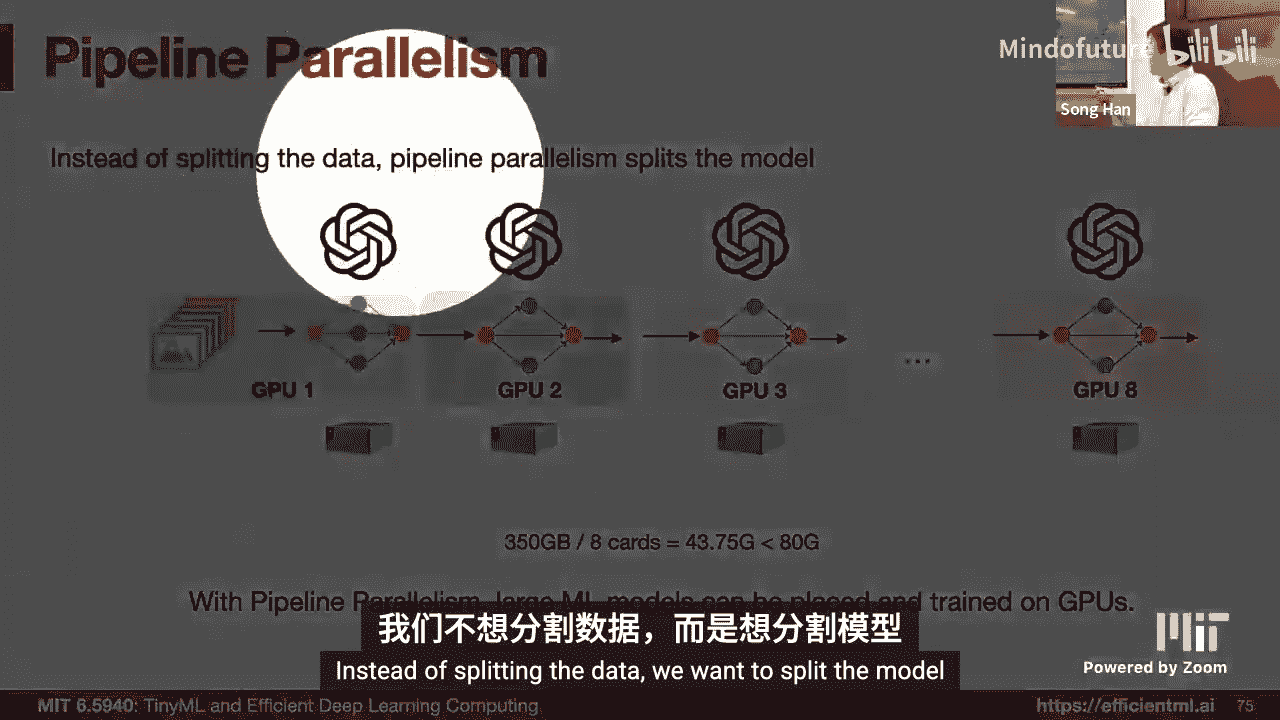 Pipeline Parallelism
Mindofuture bilibili
Song Han
Instead of splitting the data, pipeline parallelism splits the model
GPU 1
GPU 2
GPU 3
...
GPU 8
350GB / 8 cards = 43.75G < 80G
With Pipeline Parallelism, large ML models can be placed and trained on GPUs.
我们不想分割数据，而是想分割模型
Instead of splitting the data, we want to split the model
MIT
Powered by Zoom
MIT 6.5940: TinyML and Efficient Deep Learning Computing
https://efficientml.ai
75